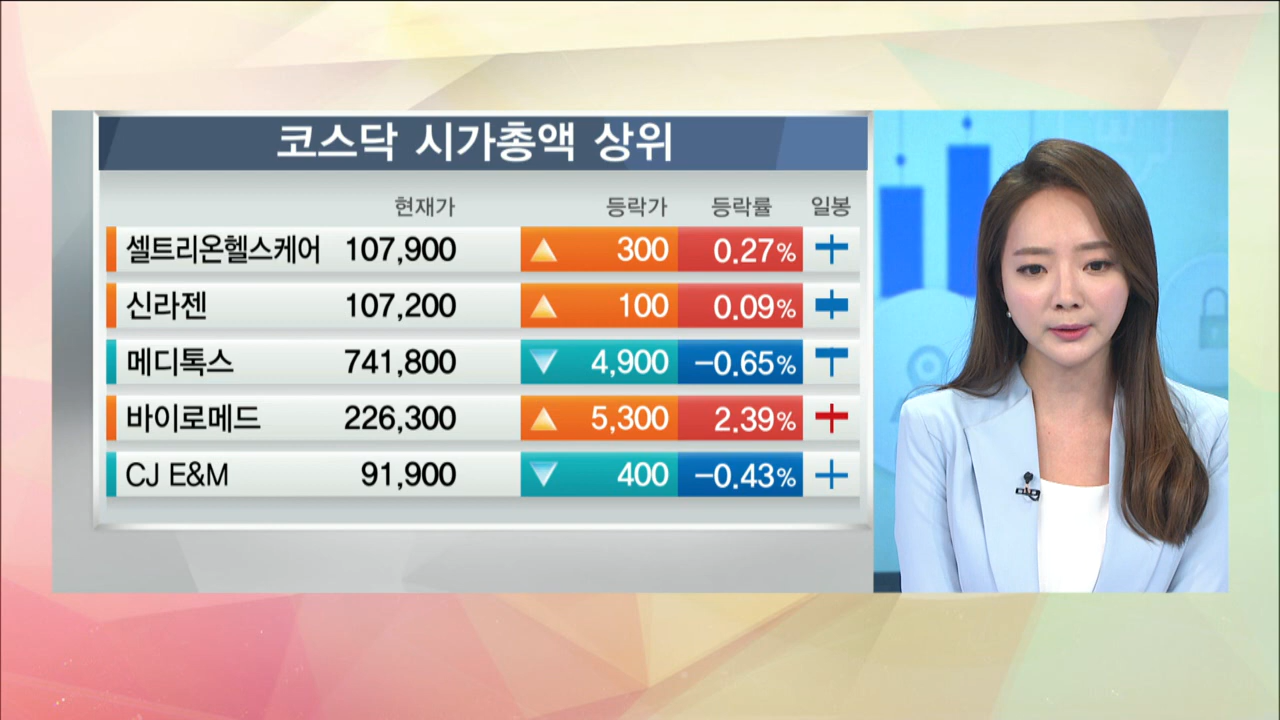 코스닥 시가총액 상위
현재가 등락가 등락률 일봉
셀트리온헬스케어 107,900 ▲ 300 0.27%
신라젠 107,200 ▲ 100 0.09%
메디톡스 741,800 ▼ 4,900 -0.65%
바이로메드 226,300 ▲ 5,300 2.39%
CJ E&M 91,900 ▼ 400 -0.43%